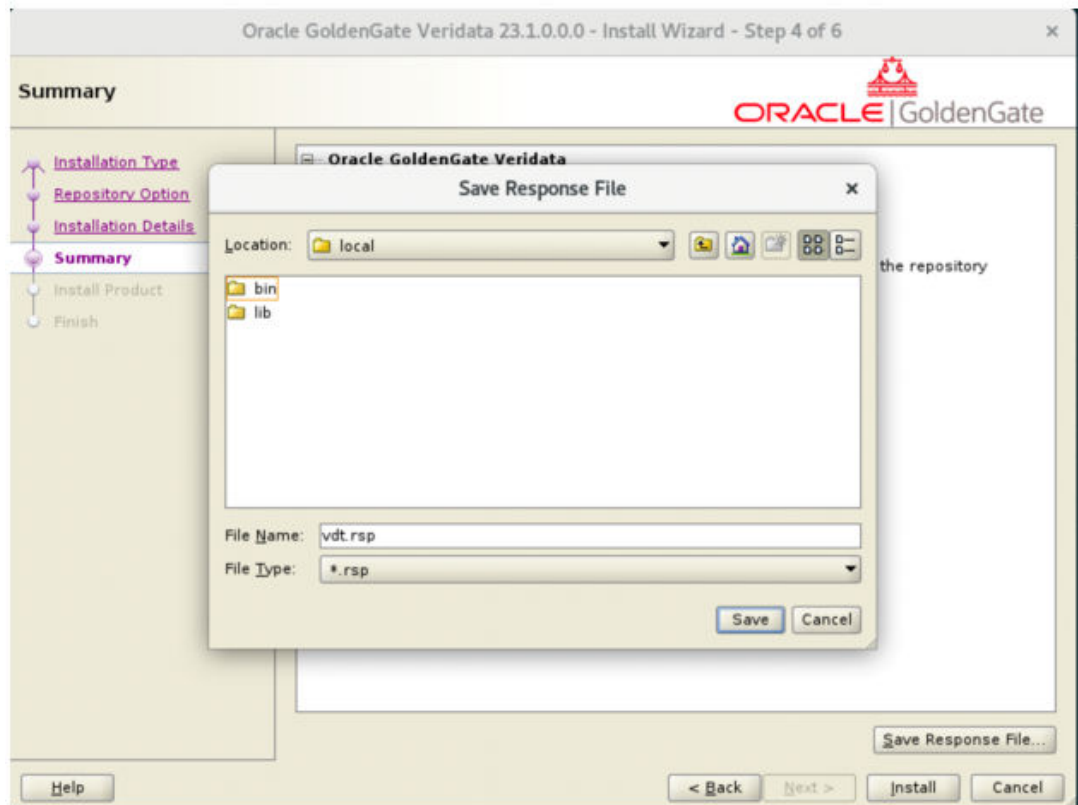 Oracle GoldenGate Veridata 23.1.0.0.0 - Install Wizard - Step 4 of 6
Summary
ORACLE GoldenGate
Installation Type
Repository Option
Installation Details
Summary
Install Product
Finish
Oracle GoldenGate Veridata
the repository
Save Response File
Location: local
bin
lib
File Name: vdt.rsp
File Type: *.rsp
Save Cancel
Save Response File...
Help < Back Next > Install Cancel